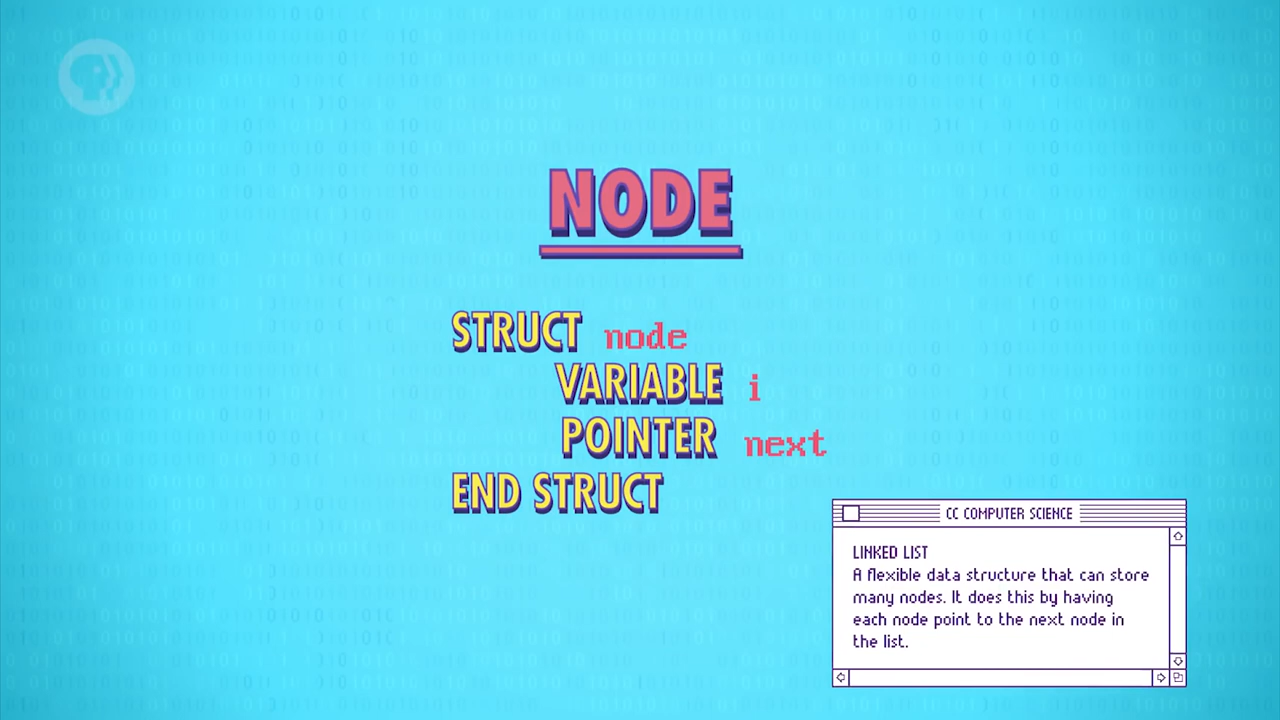 NODE
STRUCT node
VARIABLE i
POINTER next
END STRUCT
CC COMPUTER SCIENCE
LINKED LIST
A flexible data structure that can store
many nodes. It does this by having
each node point to the next node in
the list.